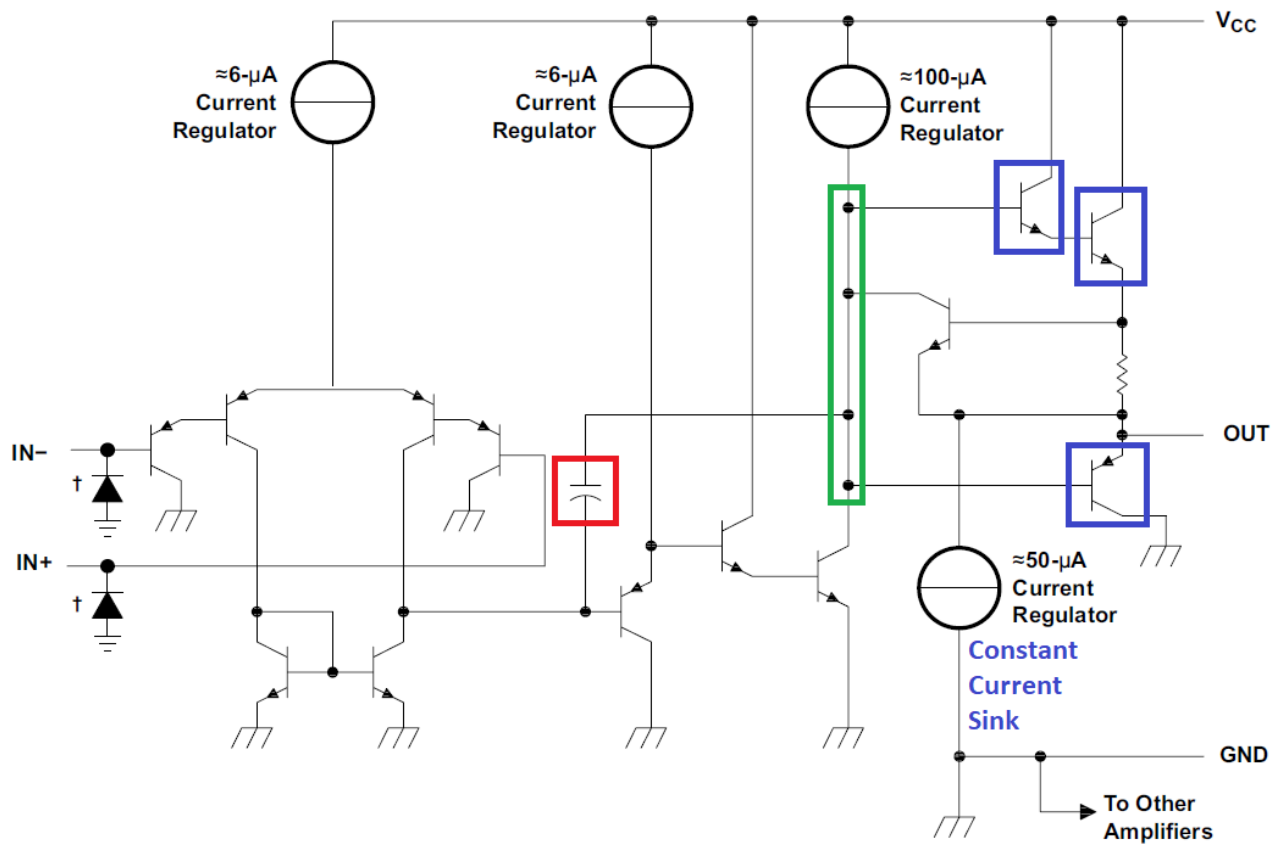 VCC
≈6-µA
Current
Regulator
≈6-µA
Current
Regulator
≈100-µA
Current
Regulator
IN−
†
OUT
IN+
†
≈50-µA
Current
Regulator
Constant
Current
Sink
GND
To Other
Amplifiers